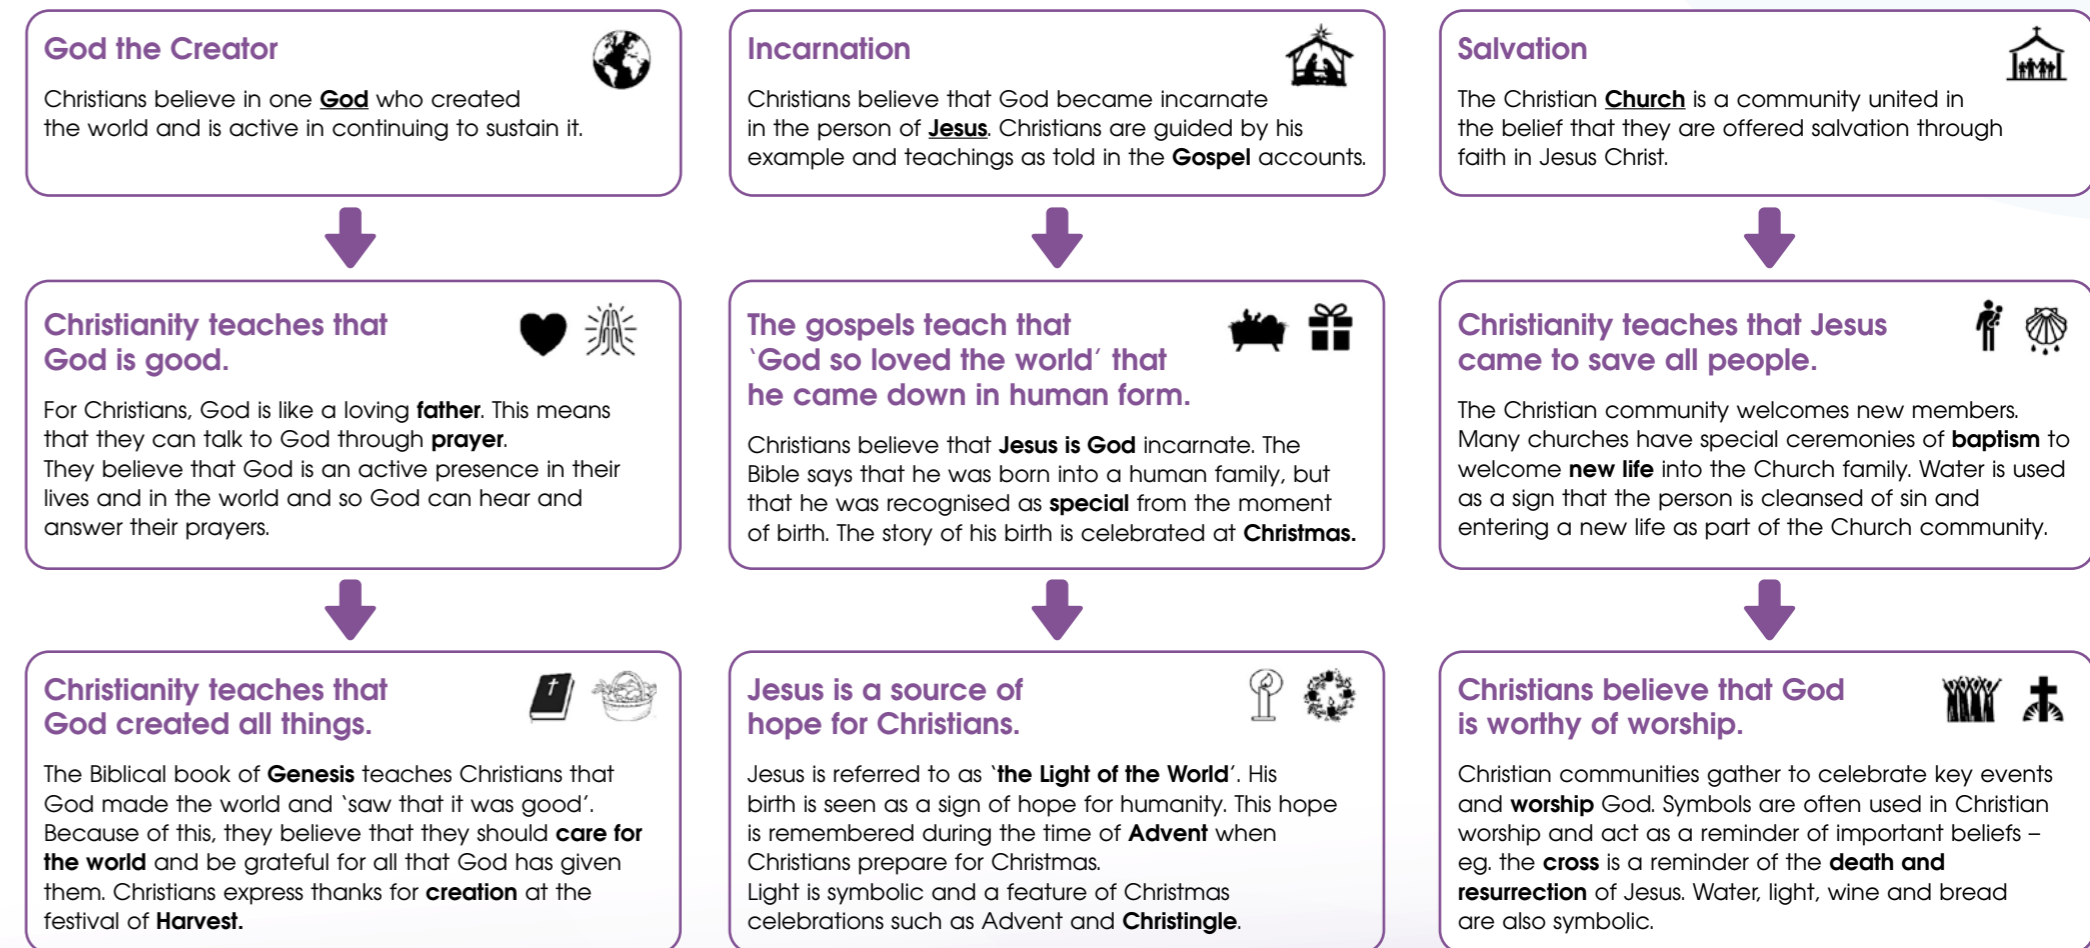 God the Creator
Christians believe in one God who created
the world and is active in continuing to sustain it.
Incarnation
Christians believe that God became incarnate
in the person of Jesus. Christians are guided by his
example and teachings as told in the Gospel accounts.
Salvation
The Christian Church is a community united in
the belief that they are offered salvation through
faith in Jesus Christ.
Christianity teaches that
God is good.
For Christians, God is like a loving father. This means
that they can talk to God through prayer.
They believe that God is an active presence in their
lives and in the world and so God can hear and
answer their prayers.
The gospels teach that
‘God so loved the world’ that
he came down in human form.
Christians believe that Jesus is God incarnate. The
Bible says that he was born into a human family, but
that he was recognised as special from the moment
of birth. The story of his birth is celebrated at Christmas.
Christianity teaches that Jesus
came to save all people.
The Christian community welcomes new members.
Many churches have special ceremonies of baptism to
welcome new life into the Church family. Water is used
as a sign that the person is cleansed of sin and
entering a new life as part of the Church community.
Christianity teaches that
God created all things.
The Biblical book of Genesis teaches Christians that
God made the world and ‘saw that it was good’.
Because of this, they believe that they should care for
the world and be grateful for all that God has given
them. Christians express thanks for creation at the
festival of Harvest.
Jesus is a source of
hope for Christians.
Jesus is referred to as ‘the Light of the World’. His
birth is seen as a sign of hope for humanity. This hope
is remembered during the time of Advent when
Christians prepare for Christmas.
Light is symbolic and a feature of Christmas
celebrations such as Advent and Christingle.
Christians believe that God
is worthy of worship.
Christian communities gather to celebrate key events
and worship God. Symbols are often used in Christian
worship and act as a reminder of important beliefs –
eg. the cross is a reminder of the death and
resurrection of Jesus. Water, light, wine and bread
are also symbolic.